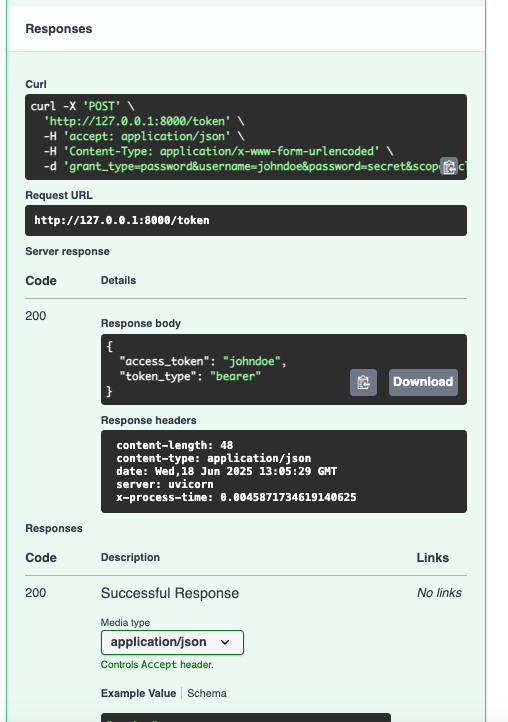 Responses
Curl
curl -X 'POST' \
'http://127.0.0.1:8000/token' \
-H 'accept: application/json' \
-H 'Content-Type: application/x-www-form-urlencoded' \
-d 'grant_type=password&username=johndoe&password=secret&scop
Request URL
http://127.0.0.1:8000/token
Server response
Code Details
200
Response body
{
"access_token": "johndoe",
"token_type": "bearer"
}
Download
Response headers
content-length: 48
content-type: application/json
date: Wed,18 Jun 2025 13:05:29 GMT
server: uvicorn
x-process-time: 0.0045871734619140625
Responses
Code Description Links
200 Successful Response No links
Media type
application/json
Controls Accept header.
Example Value Schema